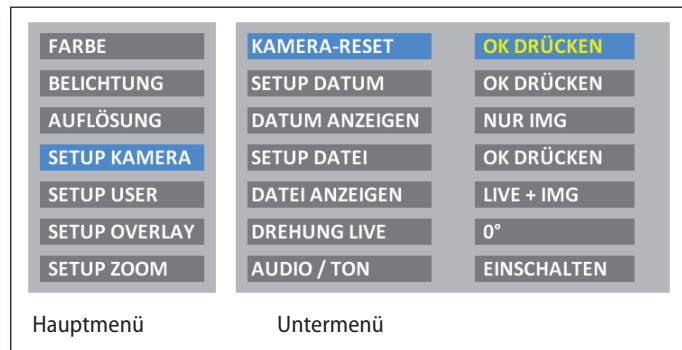 FARBE KAMERA-RESET OK DRÜCKEN
BELICHTUNG SETUP DATUM OK DRÜCKEN
AUFLÖSUNG DATUM ANZEIGEN NUR IMG
SETUP KAMERA SETUP DATEI OK DRÜCKEN
SETUP USER DATEI ANZEIGEN LIVE + IMG
SETUP OVERLAY DREHUNG LIVE 0°
SETUP ZOOM AUDIO / TON EINSCHALTEN
Hauptmenü Untermenü